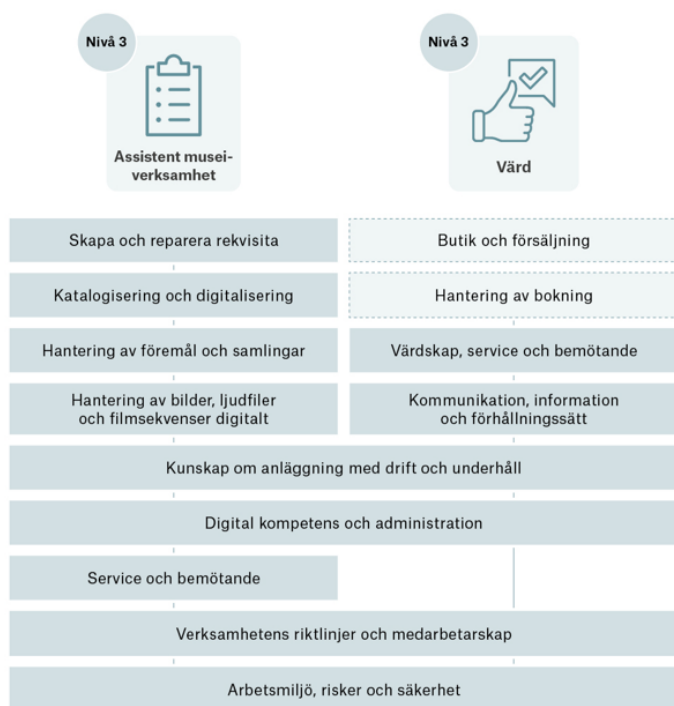 Nivå 3
Assistent musei-
verksamhet
Nivå 3
Värd
Skapa och reparera rekvisita
Butik och försäljning
Katalogisering och digitalisering
Hantering av bokning
Hantering av föremål och samlingar
Värdskap, service och bemötande
Hantering av bilder, ljudfiler
och filmsekvenser digitalt
Kommunikation, information
och förhållningssätt
Kunskap om anläggning med drift och underhåll
Digital kompetens och administration
Service och bemötande
Verksamhetens riktlinjer och medarbetarskap
Arbetsmiljö, risker och säkerhet